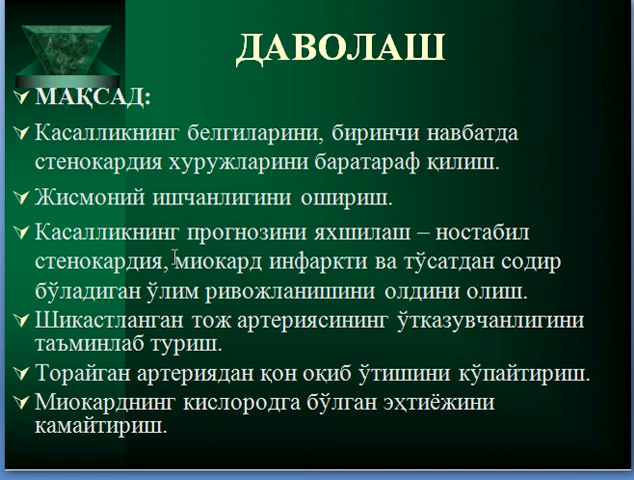 ДАВОЛАШ
МАҚСАД:
Касалликнинг белгиларини, биринчи навбатда
стенокардия хуружларини баратараф қилиш.
Жисмоний ишчанлигини ошириш.
Касалликнинг прогнозини яхшилаш – ностабил
стенокардия, миокард инфаркти ва тўсатдан содир
бўладиган ўлим ривожланишини олдини олиш.
Шикастланган тож артериясининг ўтказувчанлигини
таъминлаб туриш.
Торайган артериядан қон оқиб ўтишини кўпайтириш.
Миокарднинг кислородга бўлган эҳтиёжини
камайтириш.